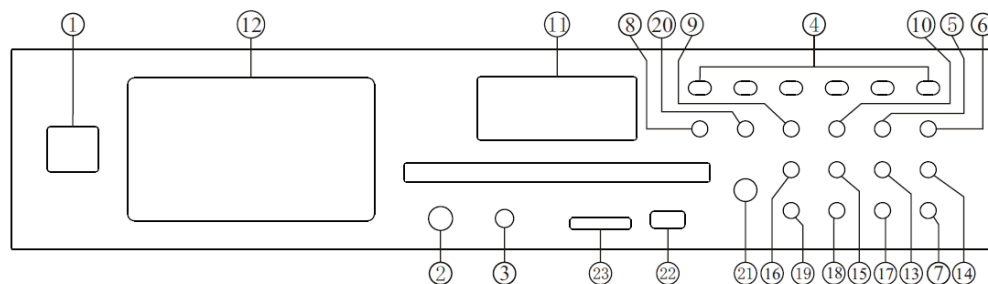 ① ⑫ ⑪ ⑧ ⑳ ⑨ ④ ⑩ ⑤ ⑥
② ③ ㉓ ㉒ ㉑ ⑯ ⑲ ⑱ ⑮ ⑰ ⑬ ⑦ ⑭